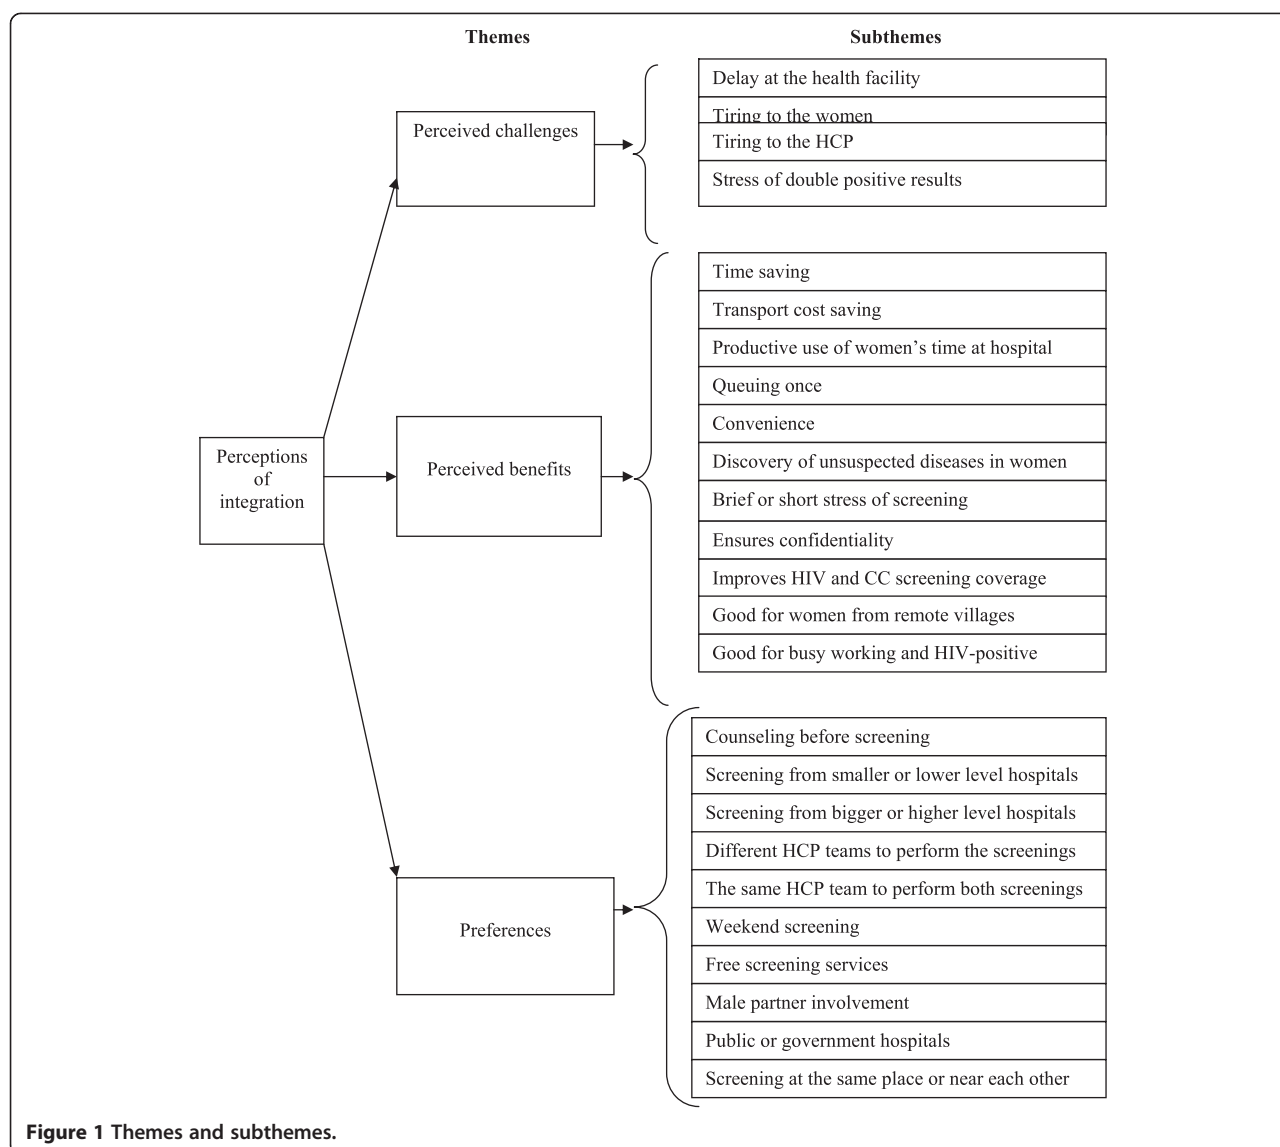 Themes
Subthemes
Perceptions
of
integration
Perceived challenges
Delay at the health facility
Tiring to the women
Tiring to the HCP
Stress of double positive results
Perceived benefits
Time saving
Transport cost saving
Productive use of women’s time at hospital
Queuing once
Convenience
Discovery of unsuspected diseases in women
Brief or short stress of screening
Ensures confidentiality
Improves HIV and CC screening coverage
Good for women from remote villages
Good for busy working and HIV-positive
Preferences
Counseling before screening
Screening from smaller or lower level hospitals
Screening from bigger or higher level hospitals
Different HCP teams to perform the screenings
The same HCP team to perform both screenings
Weekend screening
Free screening services
Male partner involvement
Public or government hospitals
Screening at the same place or near each other
Figure 1 Themes and subthemes.